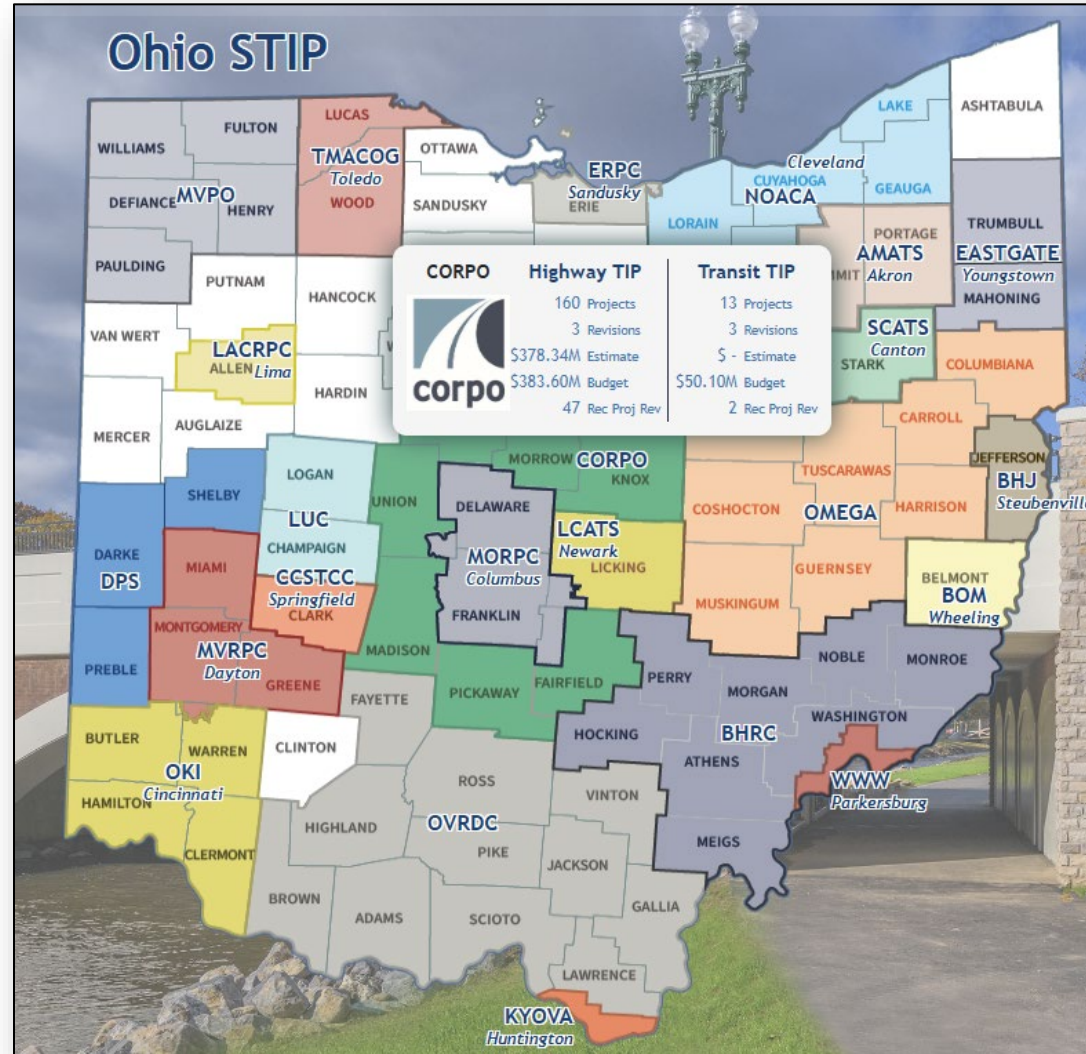 Ohio STIP
LAKE
ASHTABULA
LUCAS
FULTON
WILLIAMS
OTTAWA
TMACOG
Toledo
ERPC
Sandusky
Cleveland
CUYAHOGA
GEAUGA
NOACA
MVPO
DEFIANCE
HENRY
WOOD
SANDUSKY
ERIE
LORAIN
TRUMBULL
PORTAGE
AMATS
Akron
EASTGATE
Youngstown
MAHONING
PAULDING
PUTNAM
HANCOCK
MIT
CORPO
Highway TIP
Transit TIP
160 Projects
13 Projects
3 Revisions
3 Revisions
$378.34M Estimate
$ - Estimate
$383.60M Budget
$50.10M Budget
47 Rec Proj Rev
2 Rec Proj Rev
corpo
SCATS
Canton
STARK
COLUMBIANA
VAN WERT
LACRPC
ALLEN
Lima
W
HARDIN
CARROLL
AUGLAIZE
MERCER
JEFFERSON
MORROW
CORPO
KNOX
TUSCARAWAS
BHJ
Steubenville
LOGAN
SHELBY
UNION
DELAWARE
COSHOCTON
OMEGA
HARRISON
LUC
CHAMPAIGN
LCATS
Newark
LICKING
DARKE
DPS
MIAMI
CCSTCC
Springfield
CLARK
MORPC
Columbus
GUERNSEY
BELMONT
BOM
Wheeling
FRANKLIN
MUSKINGUM
MONTGOMERY
MVRPC
Dayton
MADISON
PREBLE
GREENE
NOBLE
MONROE
PERRY
FAIRFIELD
PICKAWAY
FAYETTE
MORGAN
WASHINGTON
BUTLER
WARREN
CLINTON
HOCKING
BHRC
ATHENS
OKI
Cincinnati
HAMILTON
ROSS
VINTON
WWW
Parkersburg
HIGHLAND
OVRDC
CLERMONT
PIKE
JACKSON
MEIGS
BROWN
ADAMS
SCIOTO
GALLIA
LAWRENCE
KYOVA
Huntington